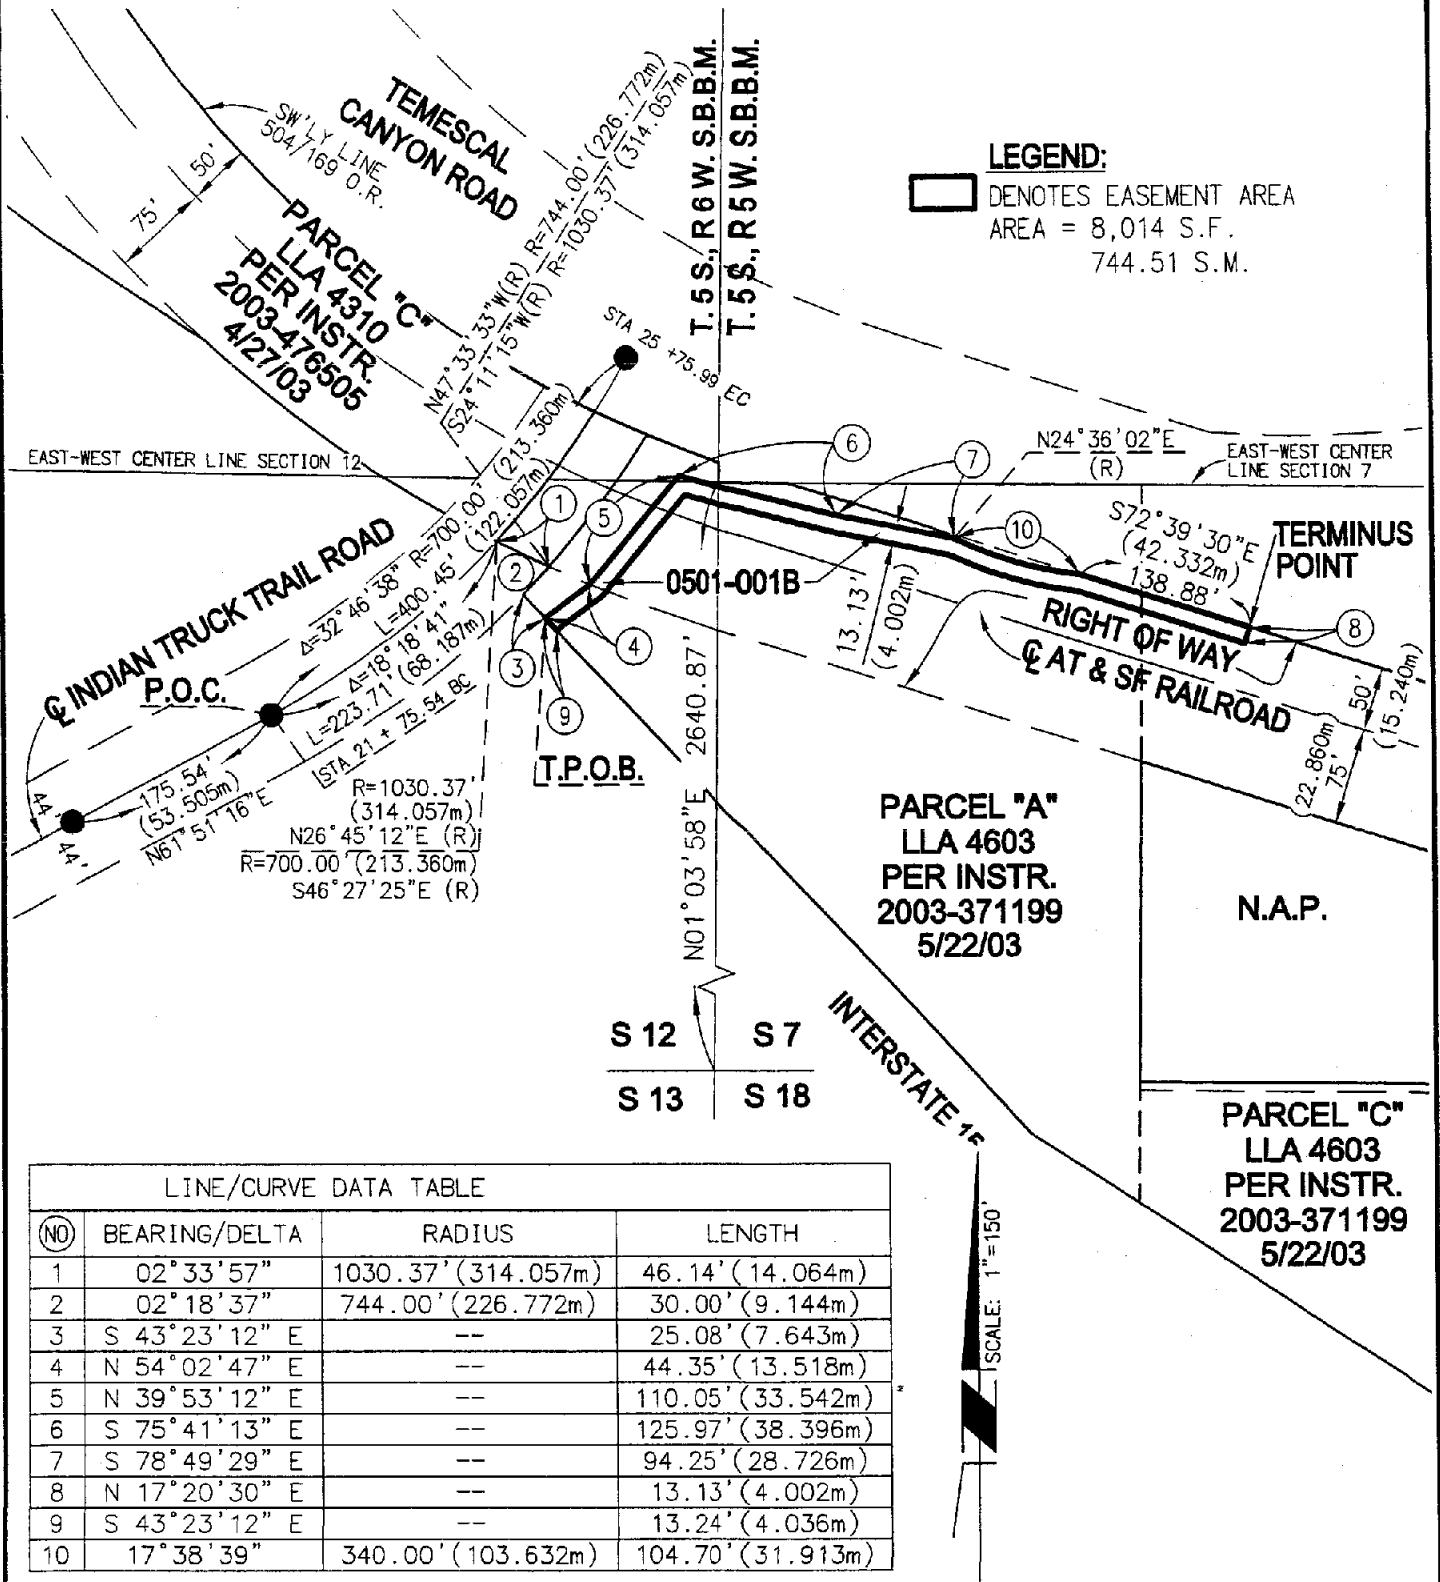 TEMESCAL
CANYON ROAD
SW'LY LINE
504/169 O.R.
50'
75'
PARCEL "C"
LLA 4310
PER INSTR.
2003-476505
4/27/03
N47°33'33"W(R) R=744.00'(226.772m)
S24°11'15"W(R) R=1030.37'(314.057m)
T.5S., R6W. S.B.B.M.
T.5S., R5W. S.B.B.M.
LEGEND:
DENOTES EASEMENT AREA
AREA = 8,014 S.F.
744.51 S.M.
STA 25 +75.99 EC
EAST-WEST CENTER LINE SECTION 12
N24°36'02"E
(R)
EAST-WEST CENTER
LINE SECTION 7
6
7
10
1
5
2
3
4
9
8
S72°39'30"E
(42.332m)
138.88'
TERMINUS
POINT
0501-001B
13.13'
(4.002m)
RIGHT OF WAY
℄ AT & SF RAILROAD
50'
(15.240m)
22.860m
75'
℄ INDIAN TRUCK TRAIL ROAD
Δ=32°46'38" R=700.00'(213.360m)
L=400.45'(122.057m)
Δ=18°18'41"
L=223.71'(68.187m)
STA 21 + 75.54 BC
P.O.C.
175.54'
(53.505m)
N61°51'16"E
44'
44'
T.P.O.B.
R=1030.37'
(314.057m)
N26°45'12"E (R)
R=700.00'(213.360m)
S46°27'25"E (R)
N01°03'58"E 2640.87'
PARCEL "A"
LLA 4603
PER INSTR.
2003-371199
5/22/03
N.A.P.
INTERSTATE 15
S 12 S 7
S 13 S 18
PARCEL "C"
LLA 4603
PER INSTR.
2003-371199
5/22/03
SCALE: 1"=150'
LINE/CURVE DATA TABLE
NO BEARING/DELTA RADIUS LENGTH
1 02°33'57" 1030.37'(314.057m) 46.14'(14.064m)
2 02°18'37" 744.00'(226.772m) 30.00'(9.144m)
3 S 43°23'12" E -- 25.08'(7.643m)
4 N 54°02'47" E -- 44.35'(13.518m)
5 N 39°53'12" E -- 110.05'(33.542m)
6 S 75°41'13" E -- 125.97'(38.396m)
7 S 78°49'29" E -- 94.25'(28.726m)
8 N 17°20'30" E -- 13.13'(4.002m)
9 S 43°23'12" E -- 13.24'(4.036m)
10 17°38'39" 340.00'(103.632m) 104.70'(31.913m)